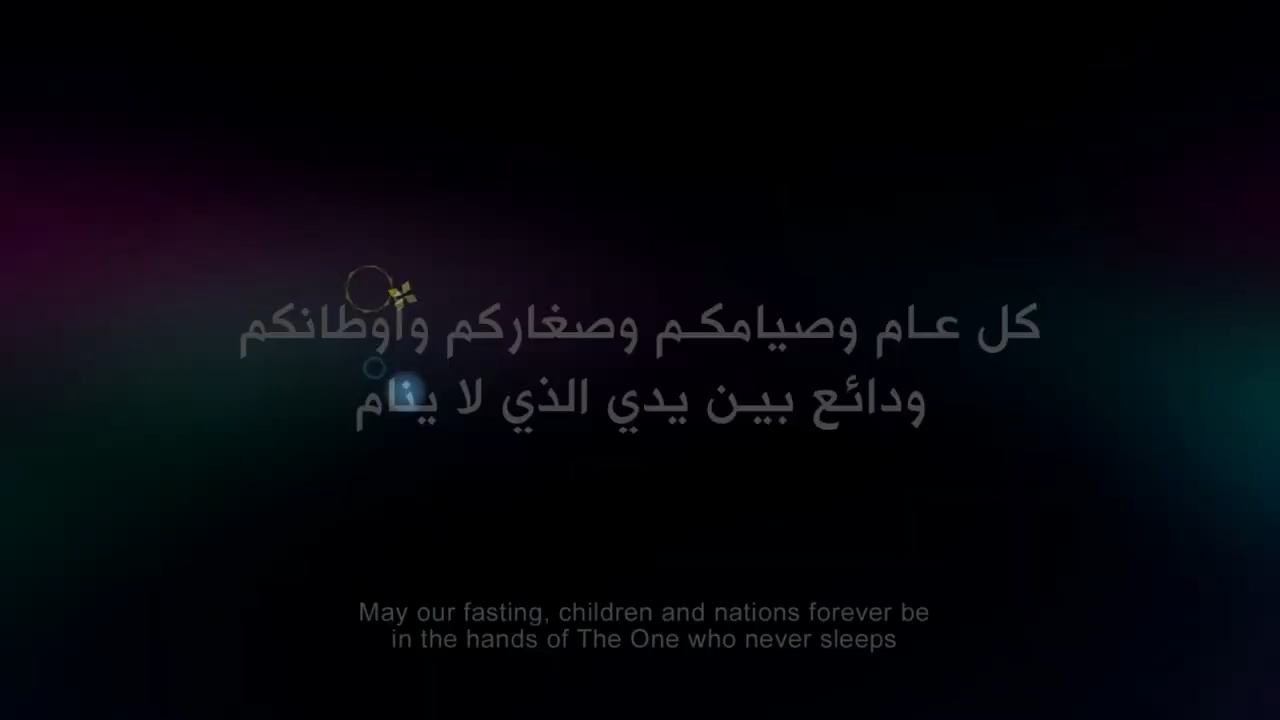 كل عام وصيامكم وصغاركم وأوطانكم
ودائع بين يدي الذي لا ينام
May our fasting, children and nations forever be
in the hands of The One who never sleeps